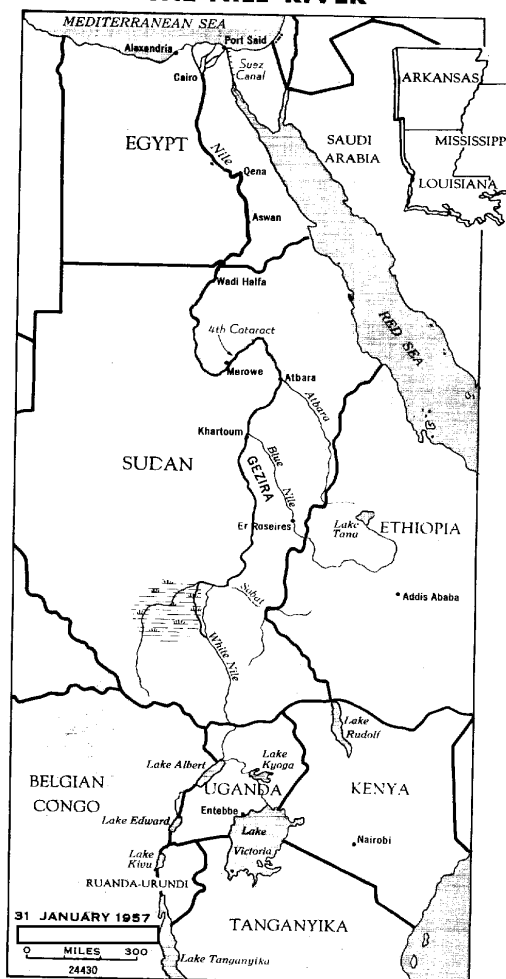 MEDITERRANEAN SEA
Alexandria
Port Said
Cairo
Suez
Canal
ARKANSAS
MISSISSIPP
LOUISIANA
EGYPT
Nile
Qena
SAUDI
ARABIA
Aswan
Wadi Halfa
RED SEA
4th Cataract
Merowe
Atbara
Atbara
Khartoum
SUDAN
GEZIRA
Blue
Nile
Er Roseires
Lake
Tana
ETHIOPIA
Addis Ababa
Sobat
White Nile
Lake
Rudolf
Lake Albert
Lake
Kyoga
BELGIAN
CONGO
UGANDA
KENYA
Entebbe
Lake Edward
Lake
Victoria
Nairobi
Lake
Kivu
RUANDA-URUNDI
31 JANUARY 1957
TANGANYIKA
0 MILES 300
24430
Lake Tanganyika